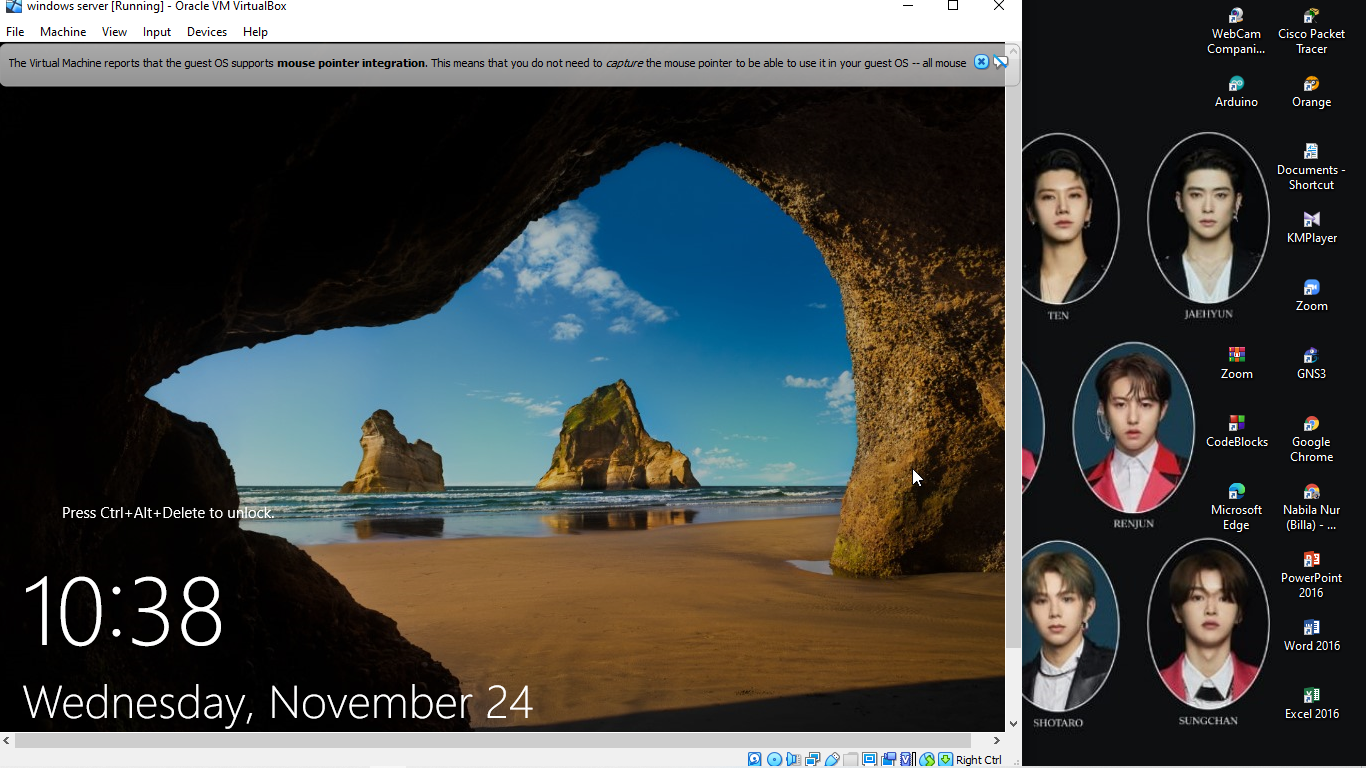 windows server [Running] - Oracle VM VirtualBox
File Machine View Input Devices Help
The Virtual Machine reports that the guest OS supports mouse pointer integration. This means that you do not need to capture the mouse pointer to be able to use it in your guest OS -- all mouse
Press Ctrl+Alt+Delete to unlock.
10:38
Wednesday, November 24
Right Ctrl
WebCam
Compani...
Cisco Packet
Tracer
Arduino
Orange
Documents -
Shortcut
KMPlayer
TEN
JAEHYUN
Zoom
Zoom
GNS3
CodeBlocks
Google
Chrome
Microsoft
Edge
Nabila Nur
(Billa) - ...
RENJUN
PowerPoint
2016
Word 2016
Excel 2016
SHOTARO
SUNGCHAN